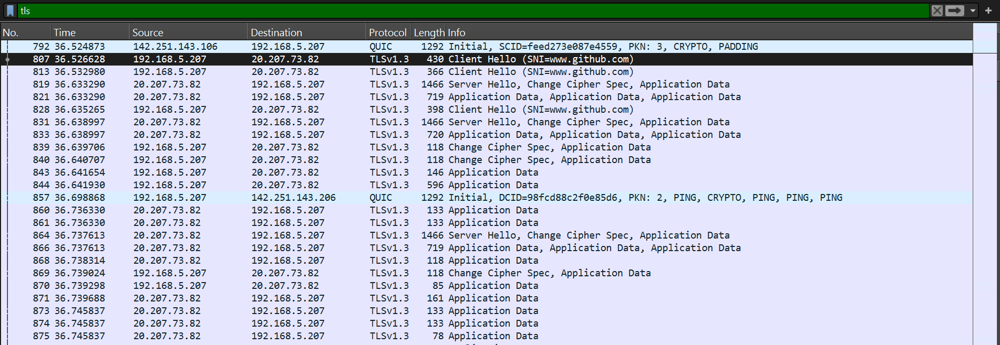 tls
No. Time Source Destination Protocol Length Info
792 36.524873 142.251.143.106 192.168.5.207 QUIC 1292 Initial, SCID=feed273e087e4559, PKN: 3, CRYPTO, PADDING
807 36.526628 192.168.5.207 20.207.73.82 TLSv1.3 430 Client Hello (SNI=www.github.com)
813 36.532980 192.168.5.207 20.207.73.82 TLSv1.3 366 Client Hello (SNI=www.github.com)
819 36.633290 20.207.73.82 192.168.5.207 TLSv1.3 1466 Server Hello, Change Cipher Spec, Application Data
821 36.633290 20.207.73.82 192.168.5.207 TLSv1.3 719 Application Data, Application Data, Application Data
828 36.635265 192.168.5.207 20.207.73.82 TLSv1.3 398 Client Hello (SNI=www.github.com)
831 36.638997 20.207.73.82 192.168.5.207 TLSv1.3 1466 Server Hello, Change Cipher Spec, Application Data
833 36.638997 20.207.73.82 192.168.5.207 TLSv1.3 720 Application Data, Application Data, Application Data
839 36.639706 192.168.5.207 20.207.73.82 TLSv1.3 118 Change Cipher Spec, Application Data
840 36.640707 192.168.5.207 20.207.73.82 TLSv1.3 118 Change Cipher Spec, Application Data
843 36.641654 192.168.5.207 20.207.73.82 TLSv1.3 146 Application Data
844 36.641930 192.168.5.207 20.207.73.82 TLSv1.3 596 Application Data
857 36.698868 192.168.5.207 142.251.143.206 QUIC 1292 Initial, DCID=98fcd88c2f0e85d6, PKN: 2, PING, CRYPTO, PING, PING, PING
860 36.736330 20.207.73.82 192.168.5.207 TLSv1.3 133 Application Data
861 36.736330 20.207.73.82 192.168.5.207 TLSv1.3 133 Application Data
864 36.737613 20.207.73.82 192.168.5.207 TLSv1.3 1466 Server Hello, Change Cipher Spec, Application Data
866 36.737613 20.207.73.82 192.168.5.207 TLSv1.3 719 Application Data, Application Data, Application Data
868 36.738314 20.207.73.82 192.168.5.207 TLSv1.3 118 Application Data
869 36.739024 192.168.5.207 20.207.73.82 TLSv1.3 118 Change Cipher Spec, Application Data
870 36.739298 192.168.5.207 20.207.73.82 TLSv1.3 85 Application Data
871 36.739688 20.207.73.82 192.168.5.207 TLSv1.3 161 Application Data
873 36.745837 20.207.73.82 192.168.5.207 TLSv1.3 133 Application Data
874 36.745837 20.207.73.82 192.168.5.207 TLSv1.3 133 Application Data
875 36.745837 20.207.73.82 192.168.5.207 TLSv1.3 78 Application Data